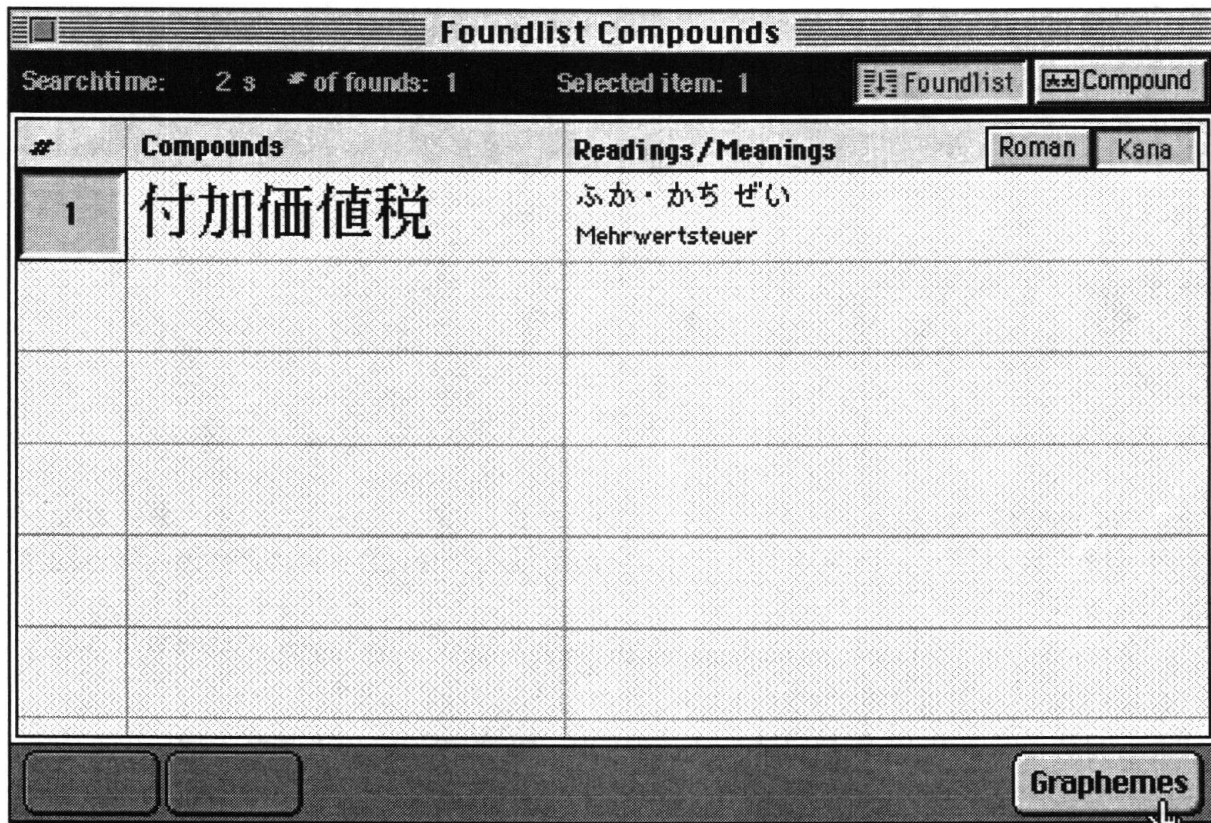 Foundlist Compounds
Searchtime: 2 s # of founds: 1 Selected item: 1 Foundlist Compound
# Compounds Readings/Meanings Roman Kana
1 付加価値税 ふか・かち ぜい
Mehrwertsteuer
Graphemes